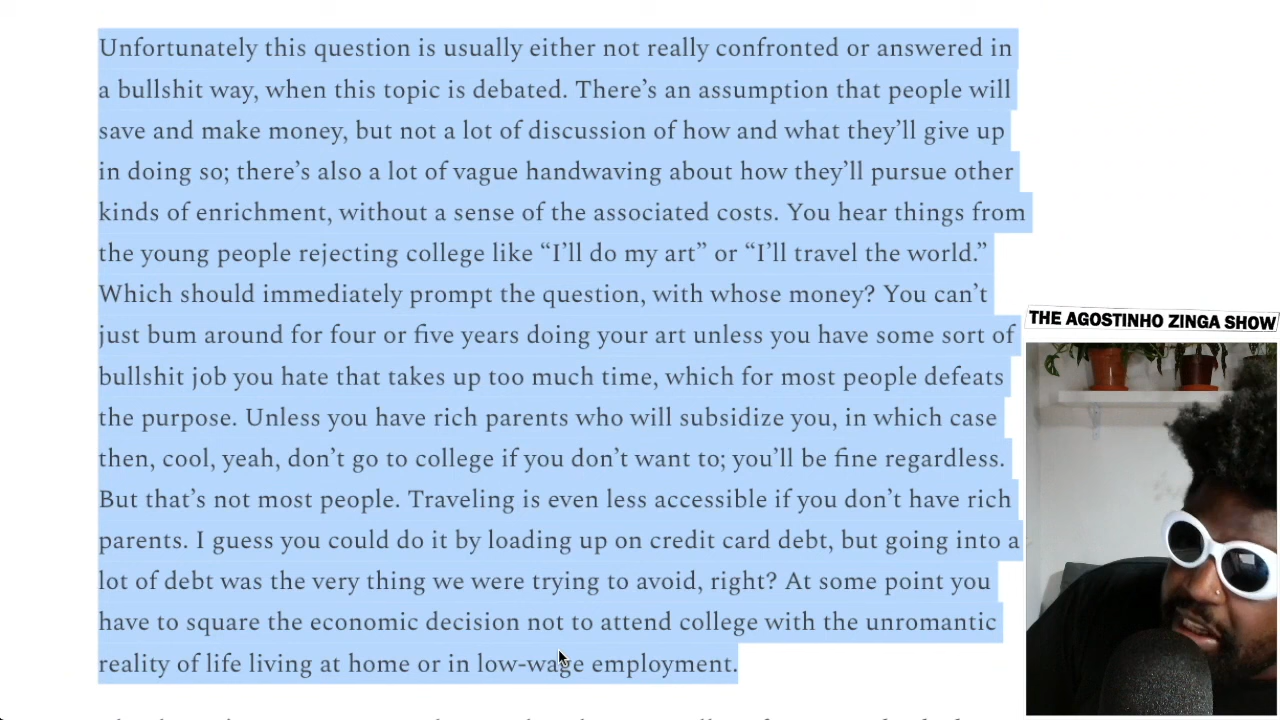 Unfortunately this question is usually either not really confronted or answered in
a bullshit way, when this topic is debated. There’s an assumption that people will
save and make money, but not a lot of discussion of how and what they’ll give up
in doing so; there’s also a lot of vague handwaving about how they’ll pursue other
kinds of enrichment, without a sense of the associated costs. You hear things from
the young people rejecting college like “I’ll do my art” or “I’ll travel the world.”
Which should immediately prompt the question, with whose money? You can’t
just bum around for four or five years doing your art unless you have some sort of
bullshit job you hate that takes up too much time, which for most people defeats
the purpose. Unless you have rich parents who will subsidize you, in which case
then, cool, yeah, don’t go to college if you don’t want to; you’ll be fine regardless.
But that’s not most people. Traveling is even less accessible if you don’t have rich
parents. I guess you could do it by loading up on credit card debt, but going into a
lot of debt was the very thing we were trying to avoid, right? At some point you
have to square the economic decision not to attend college with the unromantic
reality of life living at home or in low-wage employment.
THE AGOSTINHO ZINGA SHOW